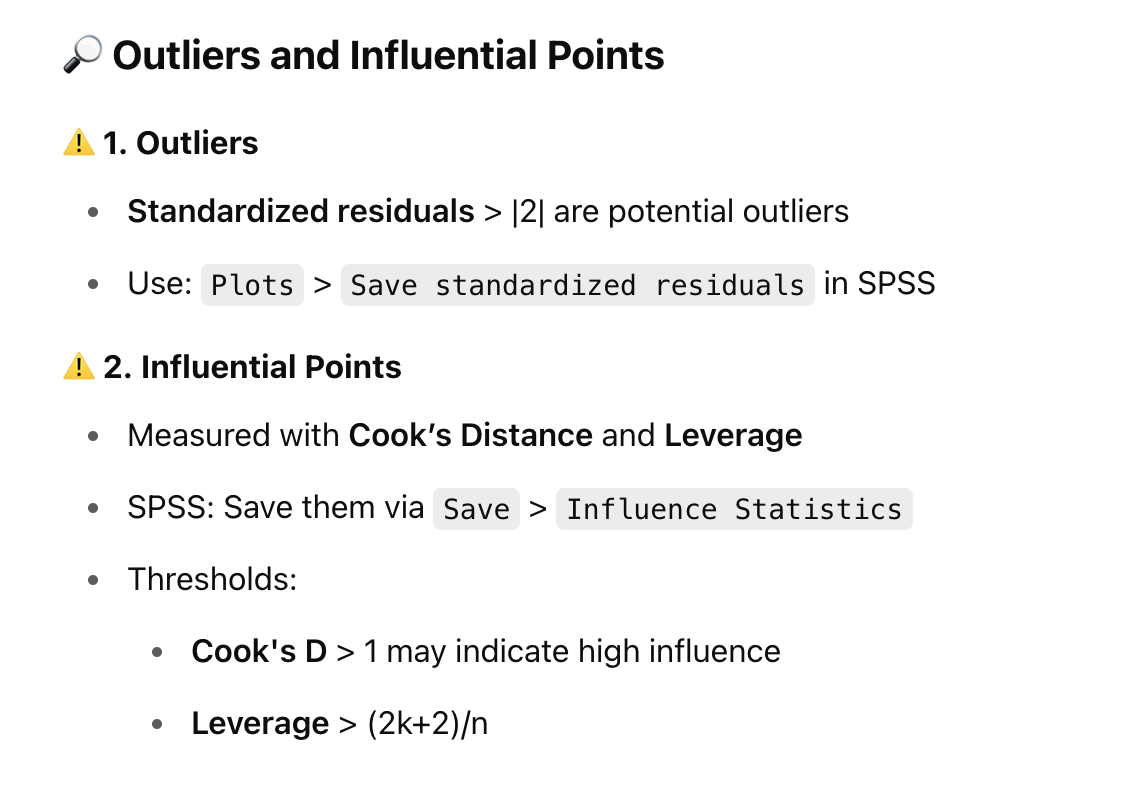 🔎 Outliers and Influential Points
⚠️ 1. Outliers
• Standardized residuals > |2| are potential outliers
• Use: Plots > Save standardized residuals in SPSS
⚠️ 2. Influential Points
• Measured with Cook’s Distance and Leverage
• SPSS: Save them via Save > Influence Statistics
• Thresholds:
• Cook's D > 1 may indicate high influence
• Leverage > (2k+2)/n